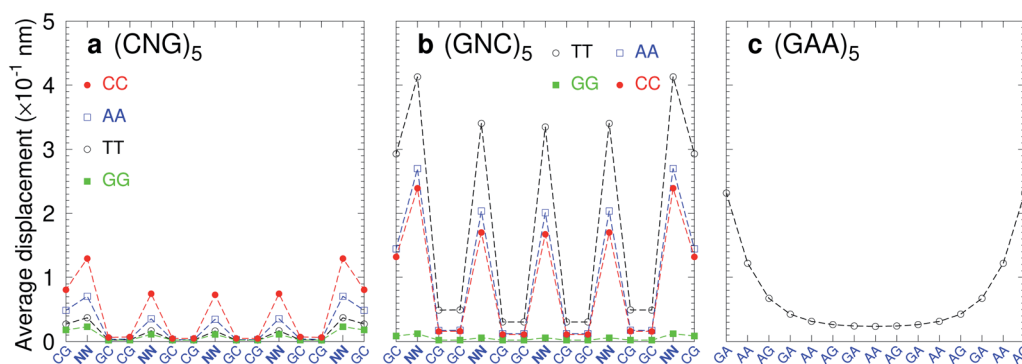 Average displacement (×10⁻¹ nm)
5
4
3
2
1
0
a (CNG)₅
CC
AA
TT
GG
CG
NN
GC
CG
NN
GC
CG
NN
GC
CG
NN
GC
CG
NN
GC
b (GNC)₅
TT
AA
GG
CC
GC
NN
CG
GC
NN
CG
GC
NN
CG
GC
NN
CG
GC
NN
CG
c (GAA)₅
GA
AA
AG
GA
AA
AG
GA
AA
AG
GA
AA
AG
GA
AA